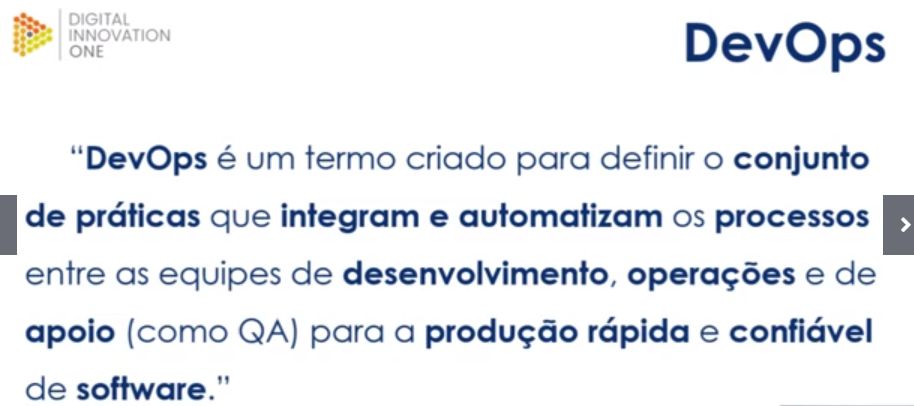 DIGITAL
INNOVATION
ONE
DevOps
“DevOps é um termo criado para definir o conjunto
de práticas que integram e automatizam os processos
entre as equipes de desenvolvimento, operações e de
apoio (como QA) para a produção rápida e confiável
de software.”